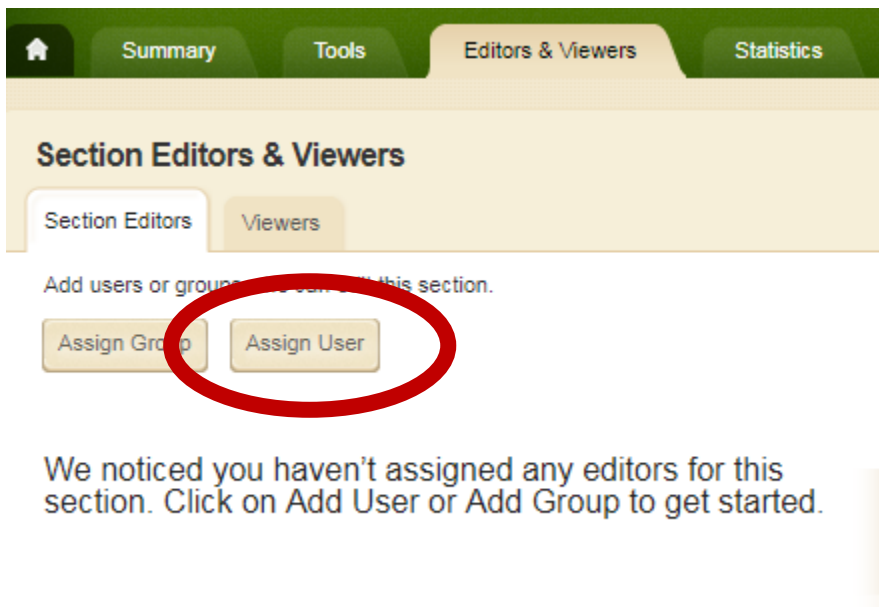 Summary Tools Editors & Viewers Statistics
Section Editors & Viewers
Section Editors Viewers
Add users or groups this section.
Assign Group Assign User
We noticed you haven't assigned any editors for this
section. Click on Add User or Add Group to get started.